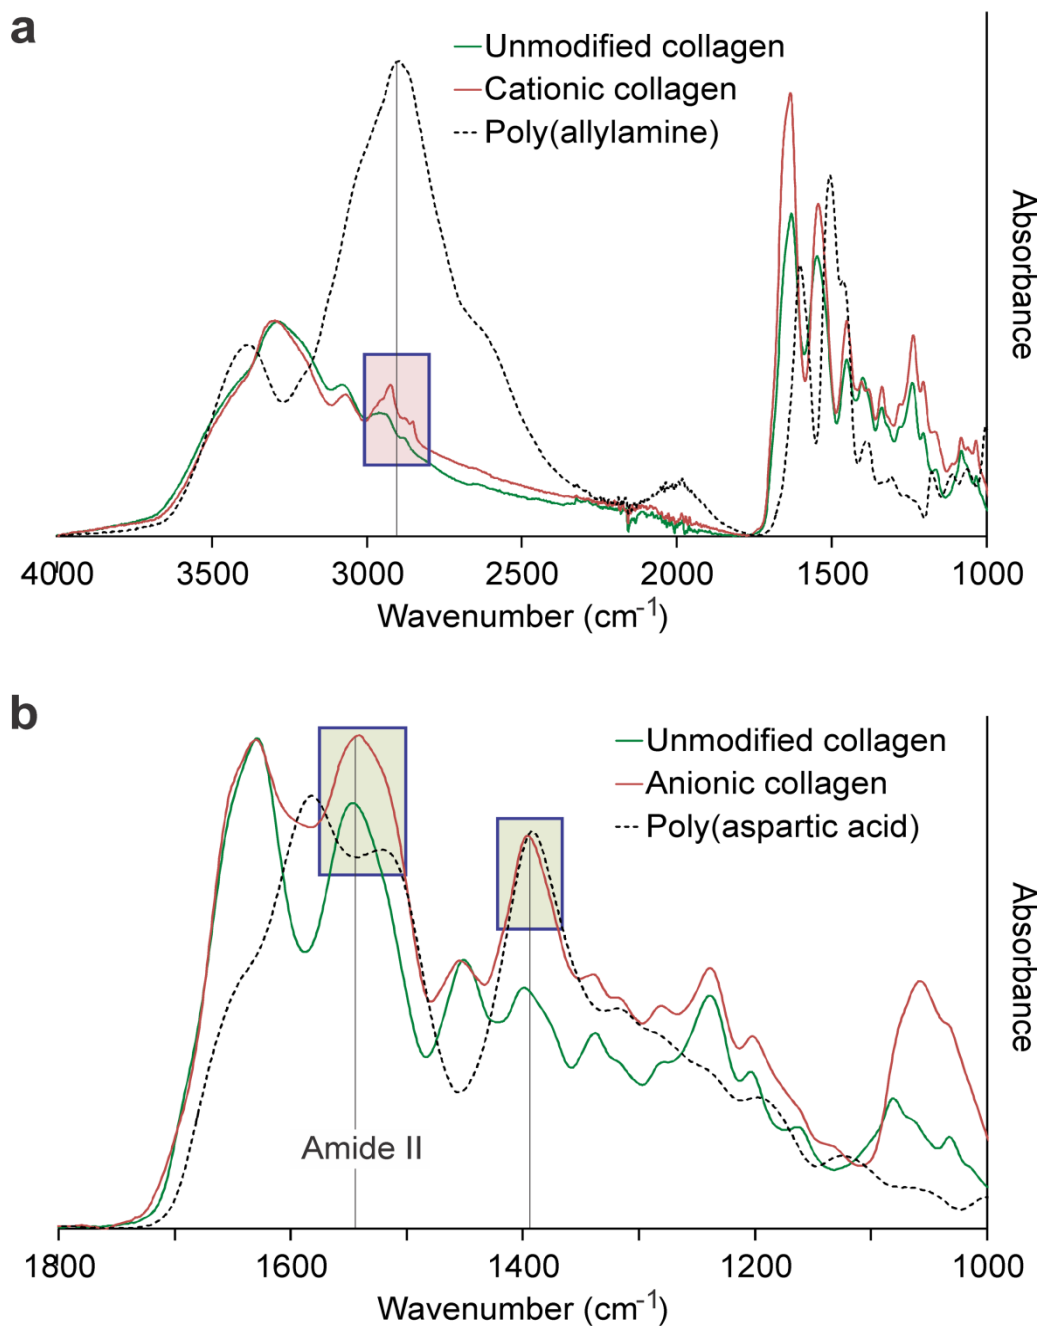 a
Unmodified collagen
Cationic collagen
Poly(allylamine)
Absorbance
4000 3500 3000 2500 2000 1500 1000
Wavenumber (cm⁻¹)
b
Unmodified collagen
Anionic collagen
Poly(aspartic acid)
Absorbance
Amide II
1800 1600 1400 1200 1000
Wavenumber (cm⁻¹)